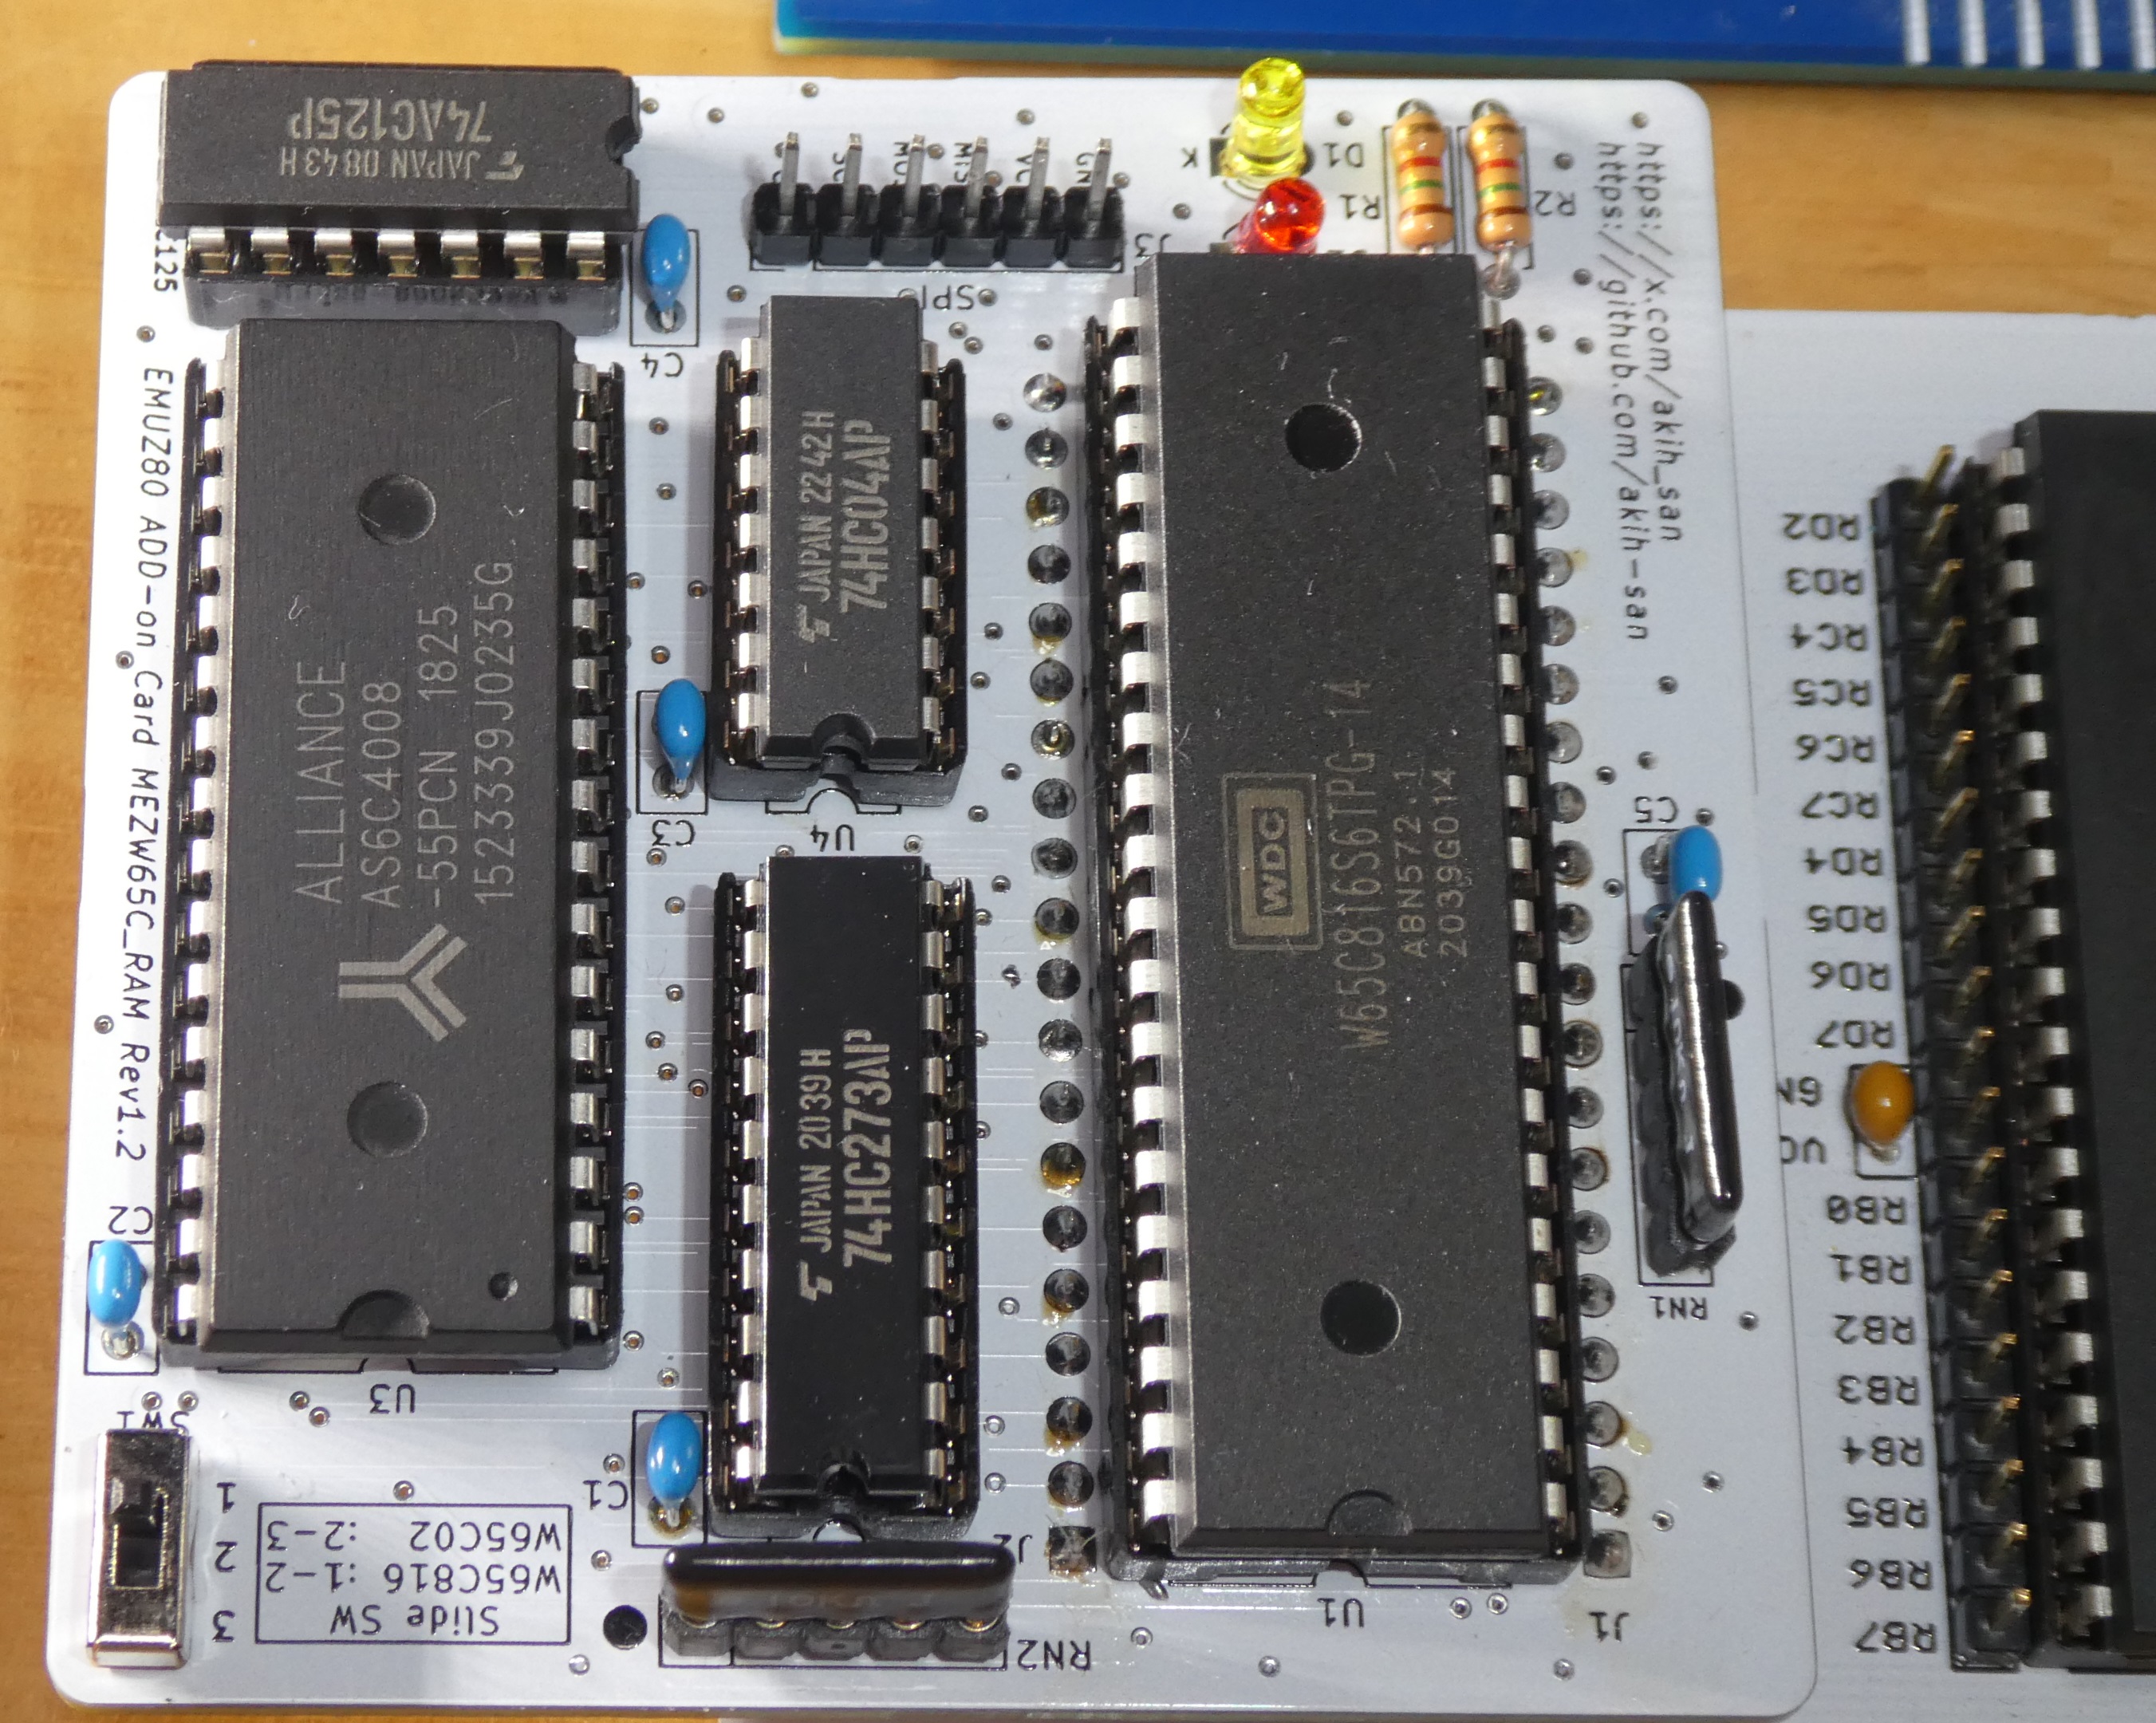 74AC125P
JAPAN 0843H
C4
J3
SPI
K
D1
R1
R2
https://x.com/akih_san
https://github.com/akih-san
EMUZ80 ADD-on Card MEZW65C_RAM Rev1.2
ALLIANCE
AS6C4008
-55PCN 1825
1523339J0235G
JAPAN 2242H
74HC04AP
C3
U4
JAPAN 2039H
74HC273AP
WDC
W65C816S6TPG-14
ABN572.1
2039G014
C5
RN1
C2
U3
C1
J2
U1
J1
RN2
1
2
3
Slide SW
W65C816 :1-2
W65C02 :2-3
RD2
RD3
RC4
RC5
RC6
RC7
RD4
RD5
RD6
RD7
RB0
RB1
RB2
RB3
RB4
RB5
RB6
RB7